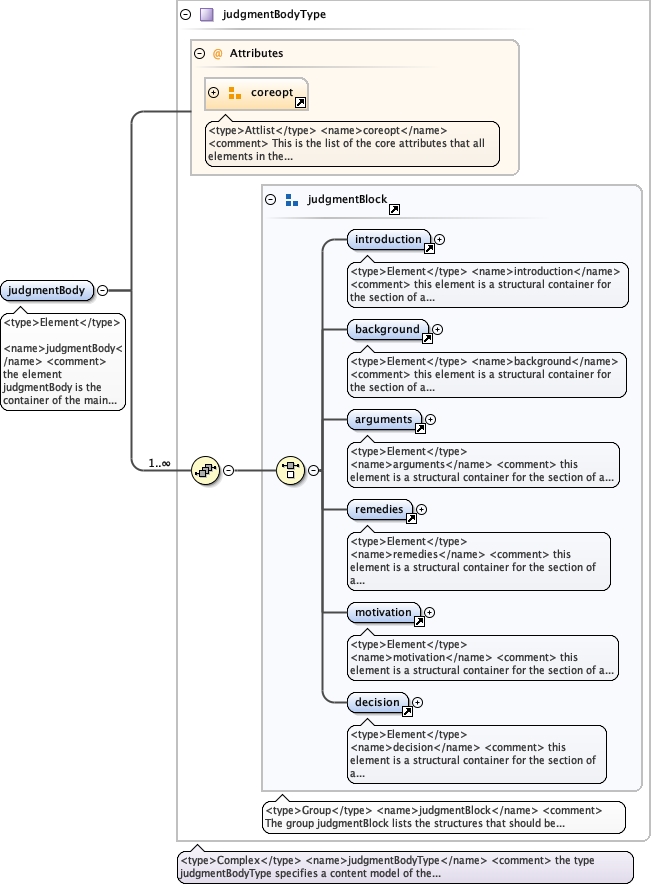 judgmentBodyType
@ Attributes
coreopt
<type>Attlist</type> <name>coreopt</name>
<comment> This is the list of the core attributes that all
elements in the...
judgmentBlock
introduction
<type>Element</type> <name>introduction</name>
<comment> this element is a structural container for
the section of a...
judgmentBody
<type>Element</type>
<name>judgmentBody<
/name> <comment>
the element
judgmentBody is the
container of the main...
background
<type>Element</type> <name>background</name>
<comment> this element is a structural container for
the section of a...
arguments
<type>Element</type>
<name>arguments</name> <comment> this
element is a structural container for the section of a...
1..∞
remedies
<type>Element</type>
<name>remedies</name> <comment> this
element is a structural container for the section of
a...
motivation
<type>Element</type>
<name>motivation</name> <comment> this
element is a structural container for the section of a...
decision
<type>Element</type>
<name>decision</name> <comment> this
element is a structural container for the section of
a...
<type>Group</type> <name>judgmentBlock</name> <comment>
The group judgmentBlock lists the structures that should be...
<type>Complex</type> <name>judgmentBodyType</name> <comment> the type
judgmentBodyType specifies a content model of the...